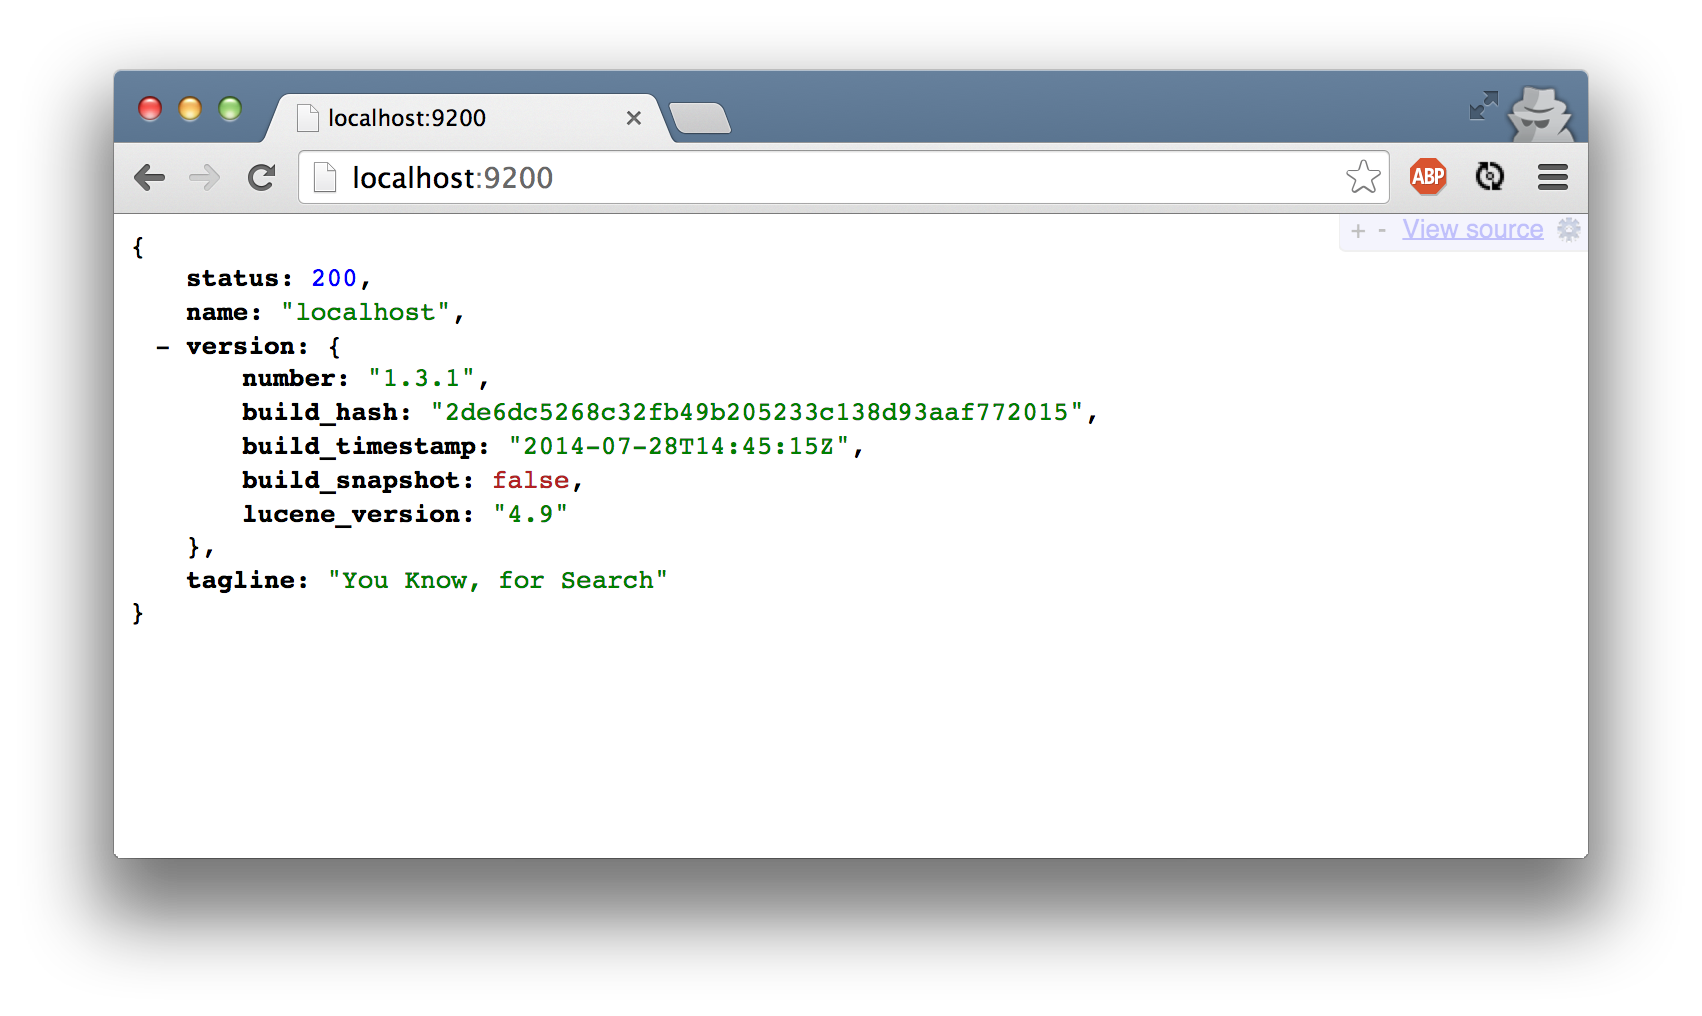 localhost:9200
localhost:9200
ABP
+ - View source
{
status: 200,
name: "localhost",
- version: {
number: "1.3.1",
build_hash: "2de6dc5268c32fb49b205233c138d93aaf772015",
build_timestamp: "2014-07-28T14:45:15Z",
build_snapshot: false,
lucene_version: "4.9"
},
tagline: "You Know, for Search"
}